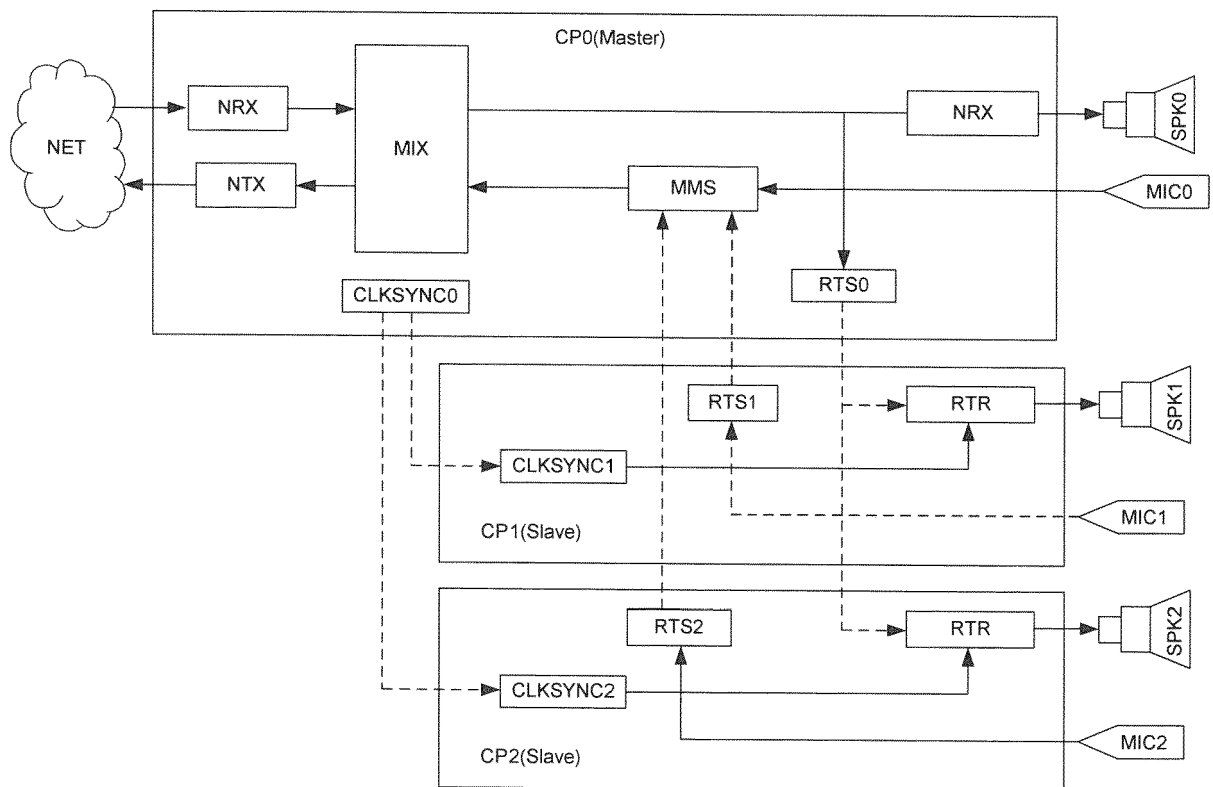 CP0(Master)
NET
NRX
MIX
NRX
SPK0
NTX
MMS
MIC0
CLKSYNC0
RTS0
RTS1
RTR
SPK1
CLKSYNC1
CP1(Slave)
MIC1
RTS2
RTR
SPK2
CLKSYNC2
CP2(Slave)
MIC2